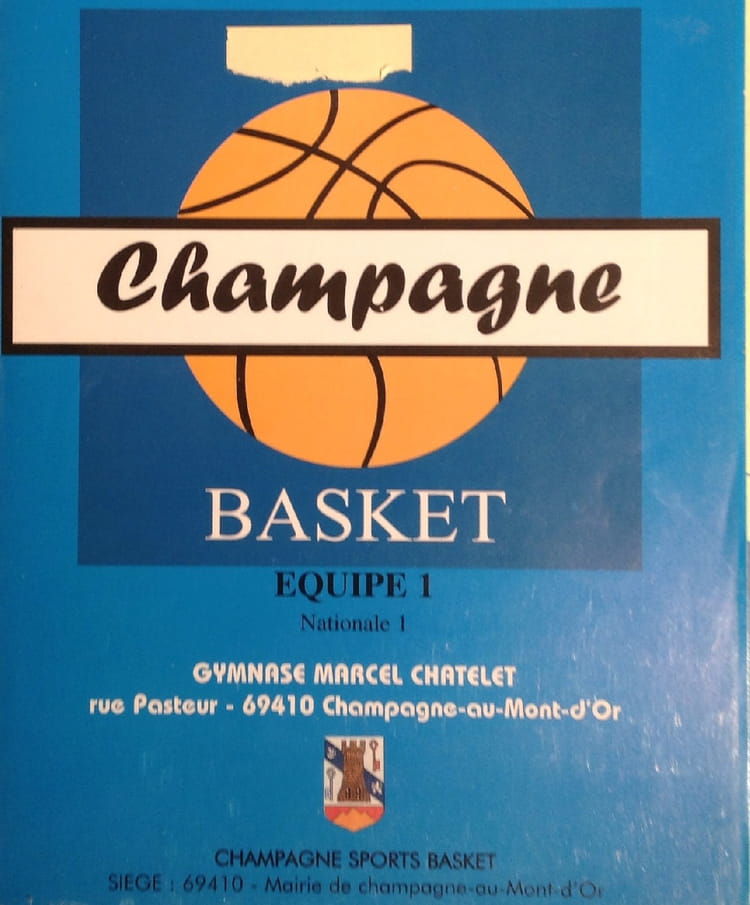 Champagne
BASKET
EQUIPE 1
Nationale 1
GYMNASE MARCEL CHATELET
rue Pasteur - 69410 Champagne-au-Mont-d'Or
CHAMPAGNE SPORTS BASKET
SIEGE : 69410 - Mairie de champagne-au-Mont-d'Or